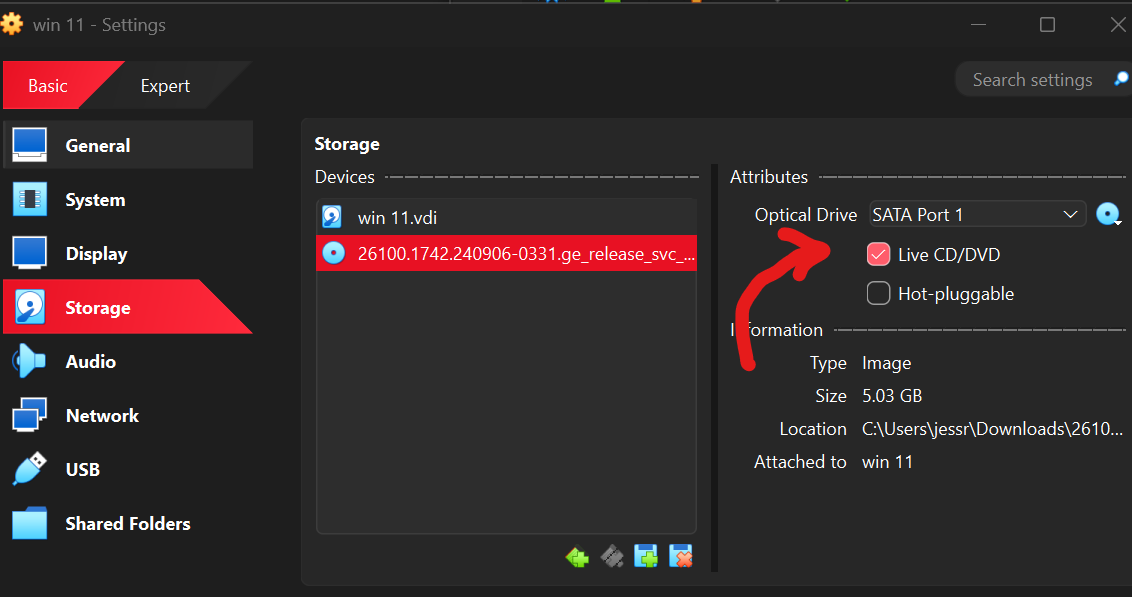 win 11 - Settings
Basic
Expert
Search settings
General
System
Display
Storage
Audio
Network
USB
Shared Folders
Storage
Devices
win 11.vdi
26100.1742.240906-0331.ge_release_svc_...
Attributes
Optical Drive SATA Port 1
Live CD/DVD
Hot-pluggable
Information
Type Image
Size 5.03 GB
Location C:\Users\jessr\Downloads\2610...
Attached to win 11